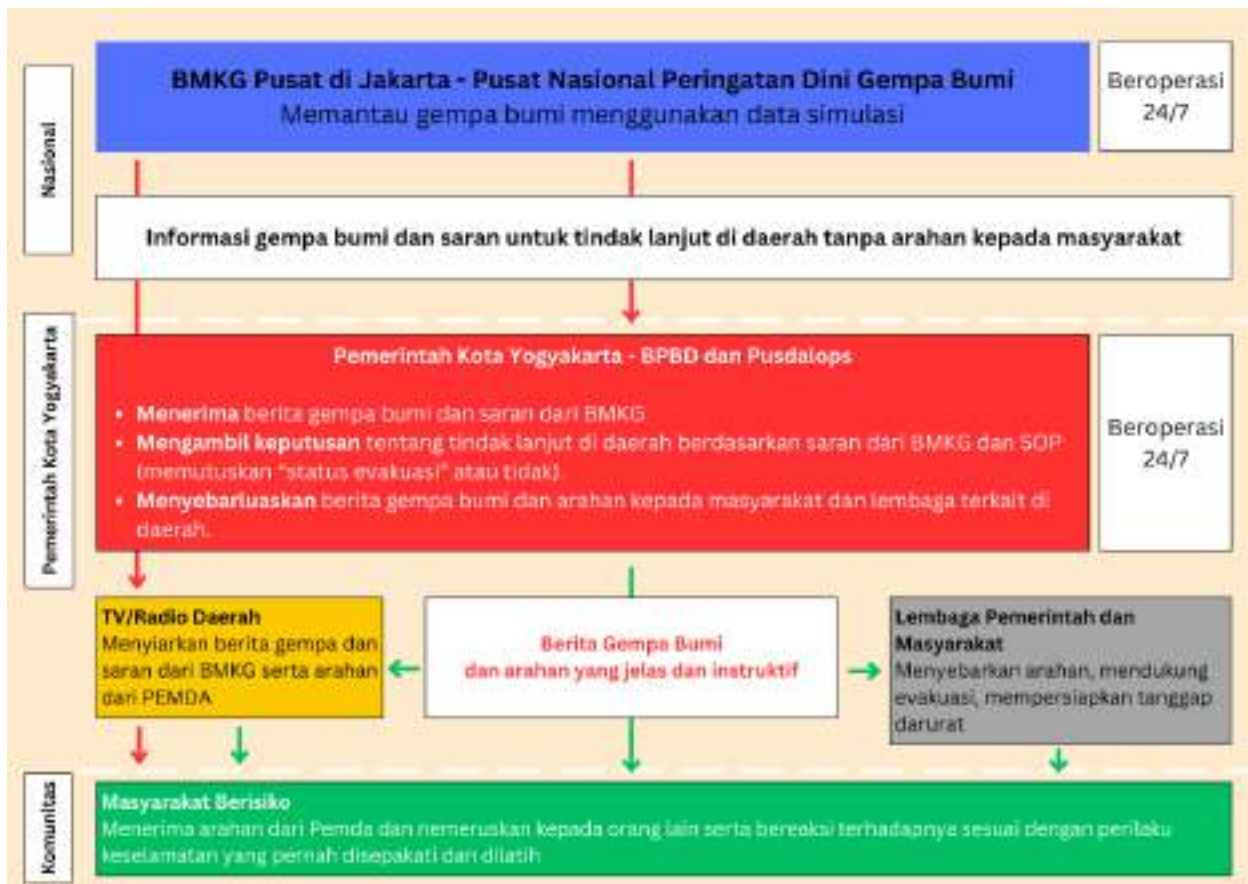 Nasional
BMKG Pusat di Jakarta - Pusat Nasional Peringatan Dini Gempa Bumi
Memantau gempa bumi menggunakan data simulasi
Beroperasi
24/7
Informasi gempa bumi dan saran untuk tindak lanjut di daerah tanpa arahan kepada masyarakat
Pemerintah Kota Yogyakarta
Pemerintah Kota Yogyakarta - BPBD dan Pusdalops
• Menerima berita gempa bumi dan saran dari BMKG
• Mengambil keputusan tentang tindak lanjut di daerah berdasarkan saran dari BMKG dan SOP
(memutuskan "status evakuasi" atau tidak).
• Menyebarluaskan berita gempa bumi dan arahan kepada masyarakat dan lembaga terkait di
daerah.
Beroperasi
24/7
TV/Radio Daerah
Menyiarkan berita gempa dan
saran dari BMKG serta arahan
dari PEMDA
Berita Gempa Bumi
dan arahan yang jelas dan instruktif
Lembaga Pemerintah dan
Masyarakat
Menyebarkan arahan, mendukung
evakuasi, mempersiapkan tanggap
darurat
Komunitas
Masyarakat Berisiko
Menerima arahan dari Pemda dan nemeruskan kepada orang lain serta bereaksi terhadapnya sesuai dengan perilaku
keselamatan yang pernah disepakati dan dilatih